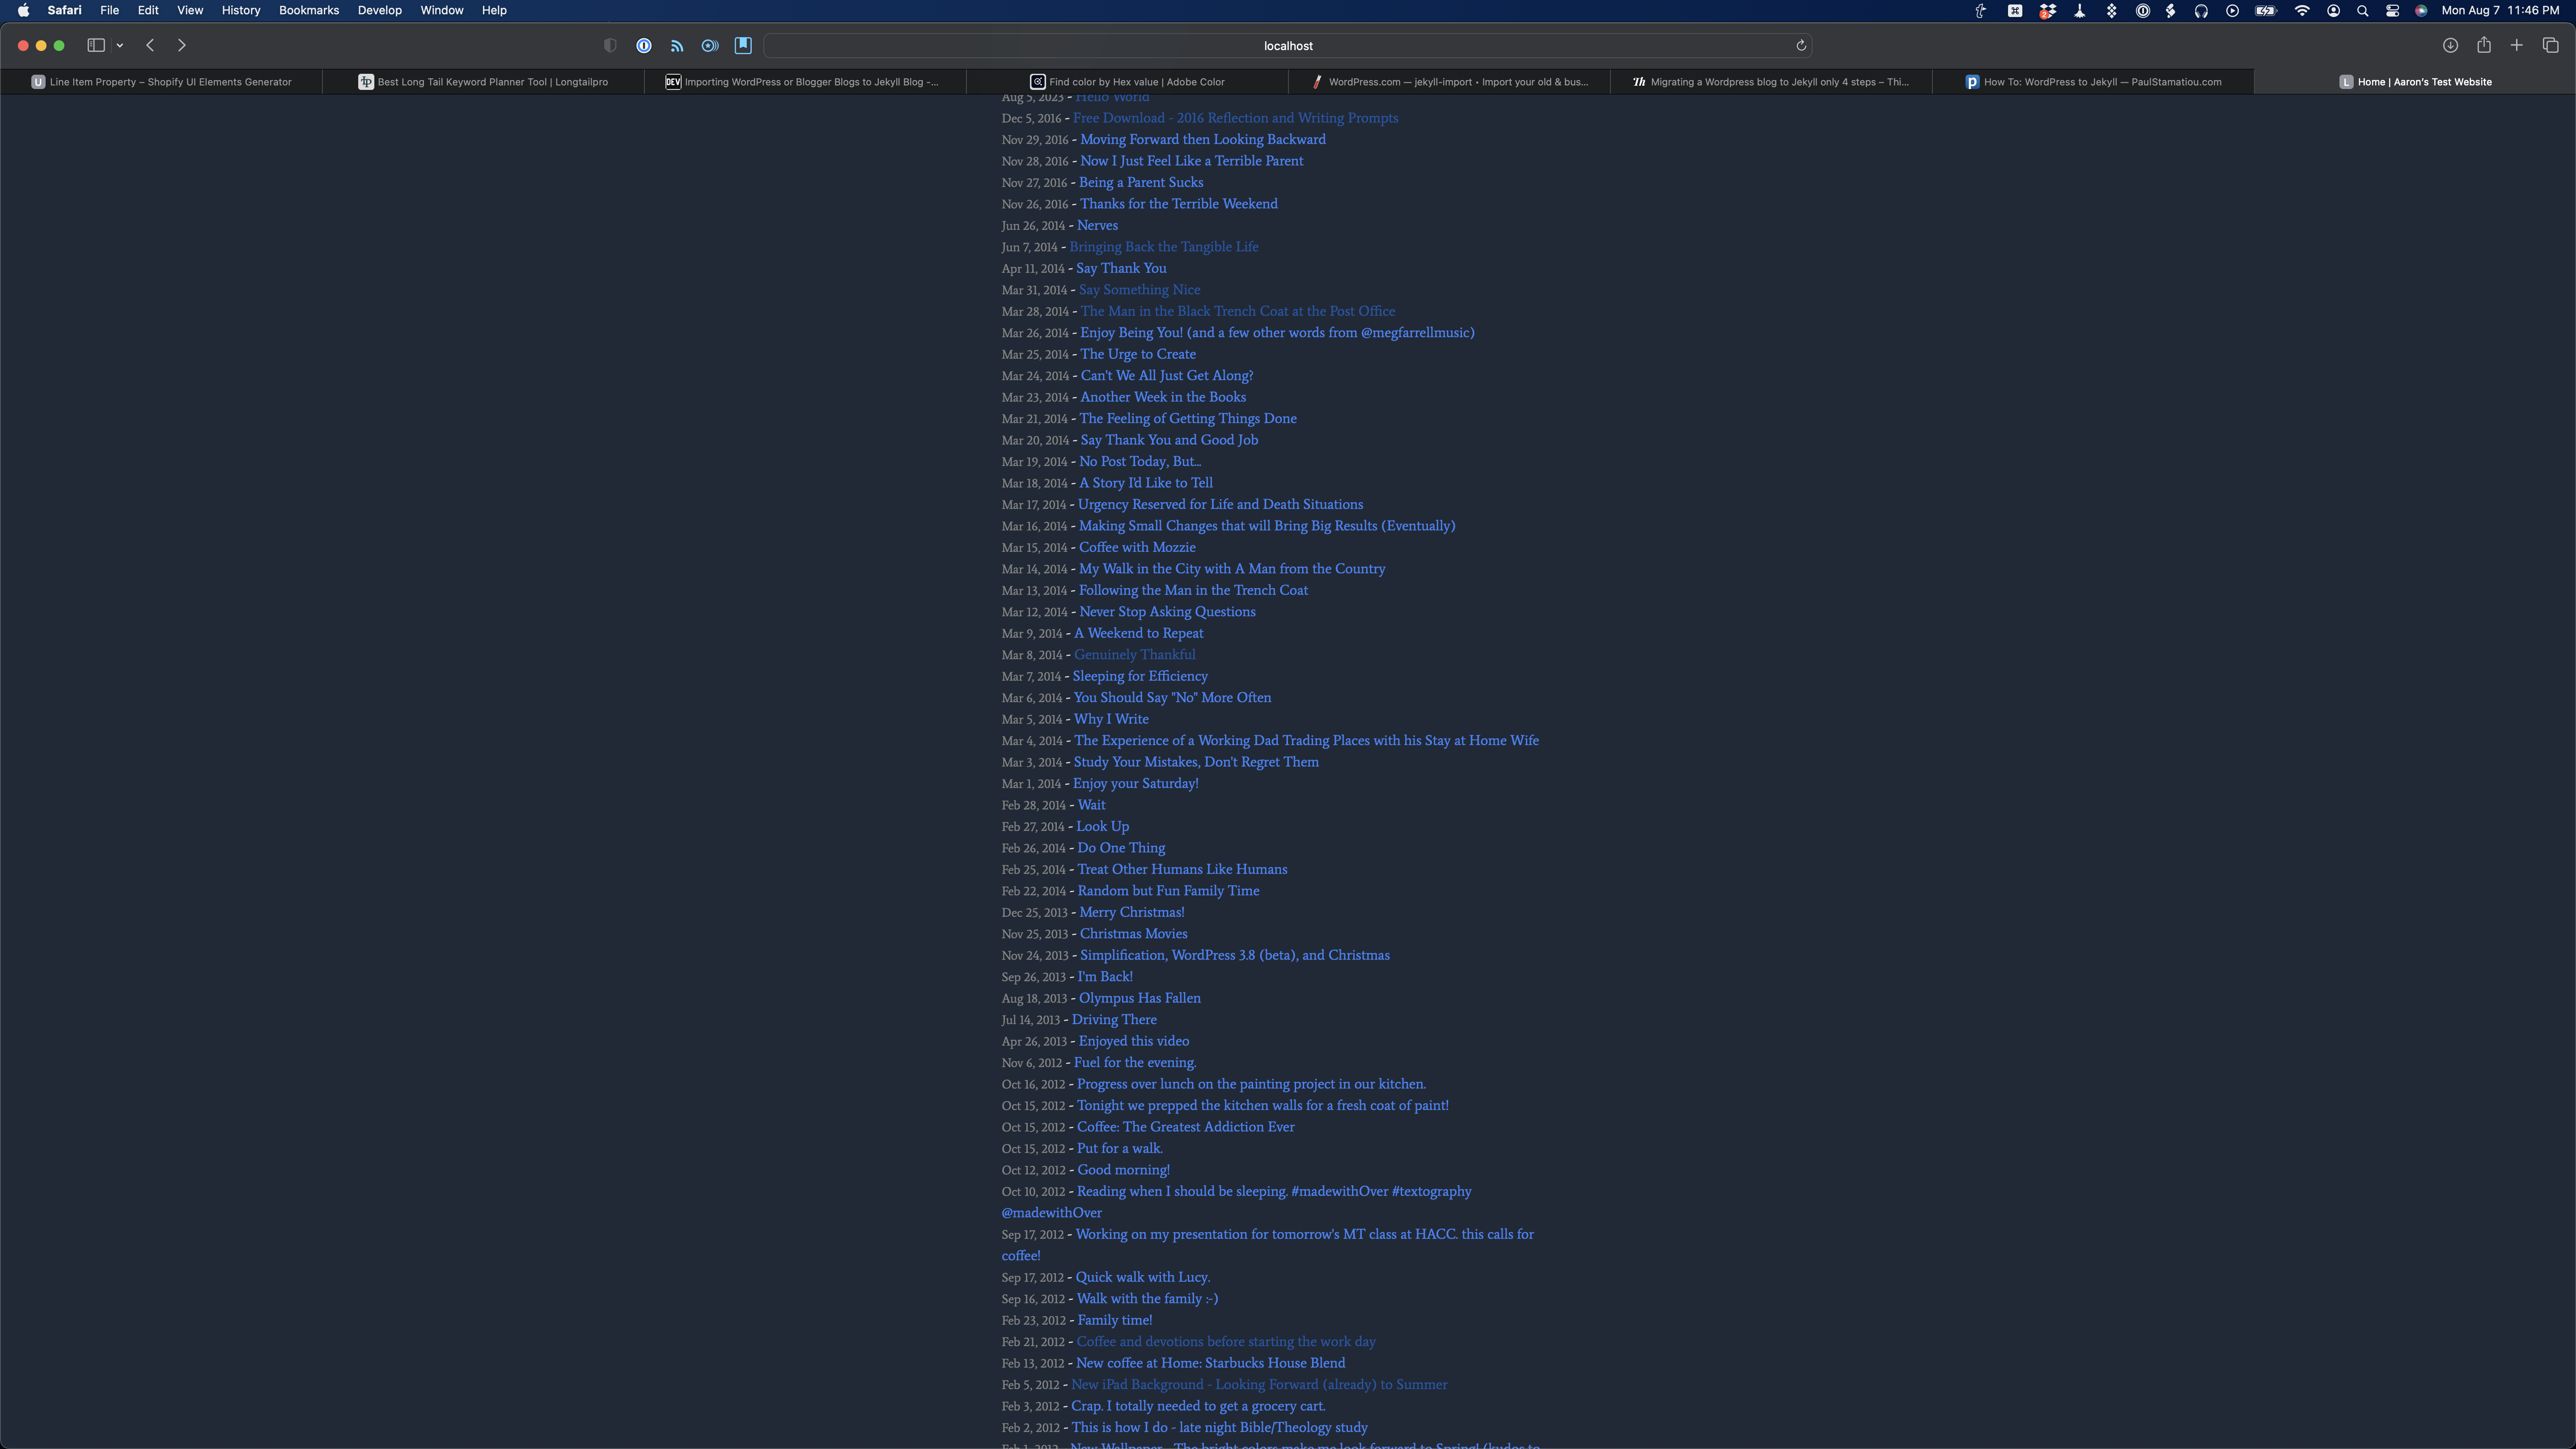 Safari File Edit View History Bookmarks Develop Window Help
2
Mon Aug 7 11:46 PM
localhost
U Line Item Property – Shopify UI Elements Generator
Best Long Tail Keyword Planner Tool | Longtailpro
DEV Importing WordPress or Blogger Blogs to Jekyll Blog -...
Find color by Hex value | Adobe Color
WordPress.com — jekyll-import • Import your old & bus...
Th Migrating a Wordpress blog to Jekyll only 4 steps – Thi...
p How To: WordPress to Jekyll — PaulStamatiou.com
L Home | Aaron's Test Website
Aug 5, 2023 - Hello World
Dec 5, 2016 - Free Download - 2016 Reflection and Writing Prompts
Nov 29, 2016 - Moving Forward then Looking Backward
Nov 28, 2016 - Now I Just Feel Like a Terrible Parent
Nov 27, 2016 - Being a Parent Sucks
Nov 26, 2016 - Thanks for the Terrible Weekend
Jun 26, 2014 - Nerves
Jun 7, 2014 - Bringing Back the Tangible Life
Apr 11, 2014 - Say Thank You
Mar 31, 2014 - Say Something Nice
Mar 28, 2014 - The Man in the Black Trench Coat at the Post Office
Mar 26, 2014 - Enjoy Being You! (and a few other words from @megfarrellmusic)
Mar 25, 2014 - The Urge to Create
Mar 24, 2014 - Can't We All Just Get Along?
Mar 23, 2014 - Another Week in the Books
Mar 21, 2014 - The Feeling of Getting Things Done
Mar 20, 2014 - Say Thank You and Good Job
Mar 19, 2014 - No Post Today, But...
Mar 18, 2014 - A Story I'd Like to Tell
Mar 17, 2014 - Urgency Reserved for Life and Death Situations
Mar 16, 2014 - Making Small Changes that will Bring Big Results (Eventually)
Mar 15, 2014 - Coffee with Mozzie
Mar 14, 2014 - My Walk in the City with A Man from the Country
Mar 13, 2014 - Following the Man in the Trench Coat
Mar 12, 2014 - Never Stop Asking Questions
Mar 9, 2014 - A Weekend to Repeat
Mar 8, 2014 - Genuinely Thankful
Mar 7, 2014 - Sleeping for Efficiency
Mar 6, 2014 - You Should Say "No" More Often
Mar 5, 2014 - Why I Write
Mar 4, 2014 - The Experience of a Working Dad Trading Places with his Stay at Home Wife
Mar 3, 2014 - Study Your Mistakes, Don't Regret Them
Mar 1, 2014 - Enjoy your Saturday!
Feb 28, 2014 - Wait
Feb 27, 2014 - Look Up
Feb 26, 2014 - Do One Thing
Feb 25, 2014 - Treat Other Humans Like Humans
Feb 22, 2014 - Random but Fun Family Time
Dec 25, 2013 - Merry Christmas!
Nov 25, 2013 - Christmas Movies
Nov 24, 2013 - Simplification, WordPress 3.8 (beta), and Christmas
Sep 26, 2013 - I'm Back!
Aug 18, 2013 - Olympus Has Fallen
Jul 14, 2013 - Driving There
Apr 26, 2013 - Enjoyed this video
Nov 6, 2012 - Fuel for the evening.
Oct 16, 2012 - Progress over lunch on the painting project in our kitchen.
Oct 15, 2012 - Tonight we prepped the kitchen walls for a fresh coat of paint!
Oct 15, 2012 - Coffee: The Greatest Addiction Ever
Oct 15, 2012 - Put for a walk.
Oct 12, 2012 - Good morning!
Oct 10, 2012 - Reading when I should be sleeping. #madewithOver #textography
@madewithOver
Sep 17, 2012 - Working on my presentation for tomorrow's MT class at HACC. this calls for
coffee!
Sep 17, 2012 - Quick walk with Lucy.
Sep 16, 2012 - Walk with the family :-)
Feb 23, 2012 - Family time!
Feb 21, 2012 - Coffee and devotions before starting the work day
Feb 13, 2012 - New coffee at Home: Starbucks House Blend
Feb 5, 2012 - New iPad Background - Looking Forward (already) to Summer
Feb 3, 2012 - Crap. I totally needed to get a grocery cart.
Feb 2, 2012 - This is how I do - late night Bible/Theology study
Feb 1, 2012 - New Wallpaper - The bright colors make me look forward to Spring! (kudos to